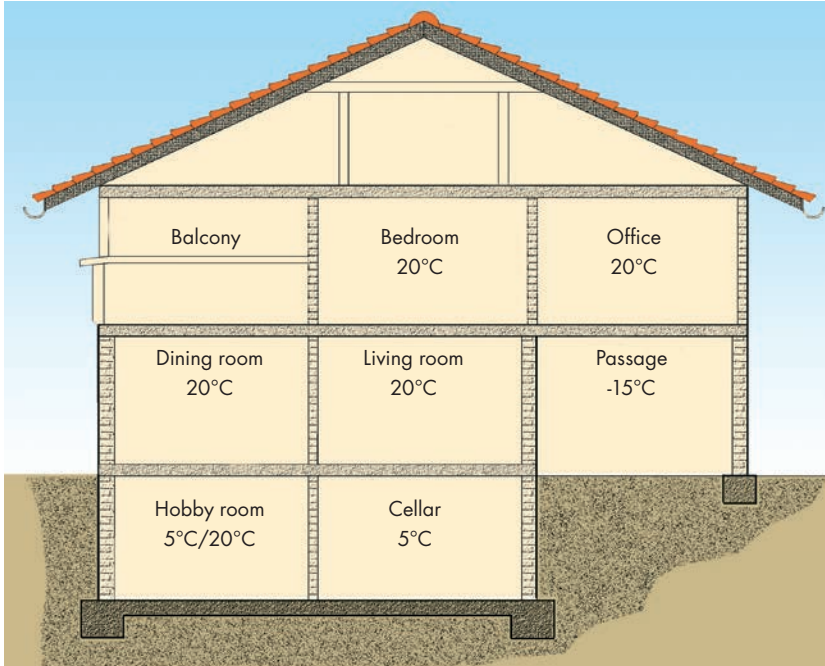 Balcony
Bedroom
20°C
Office
20°C
Dining room
20°C
Living room
20°C
Passage
-15°C
Hobby room
5°C/20°C
Cellar
5°C